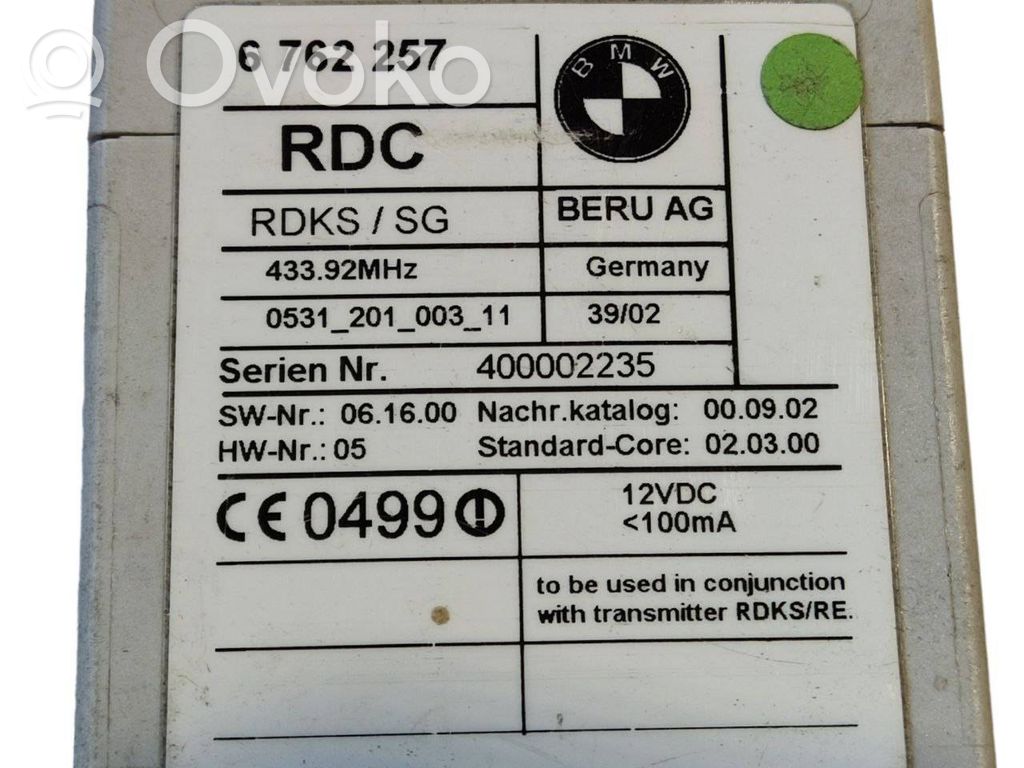 6 762 257
Ovoko
BMW
RDC
RDKS / SG
BERU AG
433.92MHz
Germany
0531_201_003_11
39/02
Serien Nr. 400002235
SW-Nr.: 06.16.00 Nachr.katalog: 00.09.02
HW-Nr.: 05 Standard-Core: 02.03.00
CE 0499
12VDC
<100mA
to be used in conjunction
with transmitter RDKS/RE.